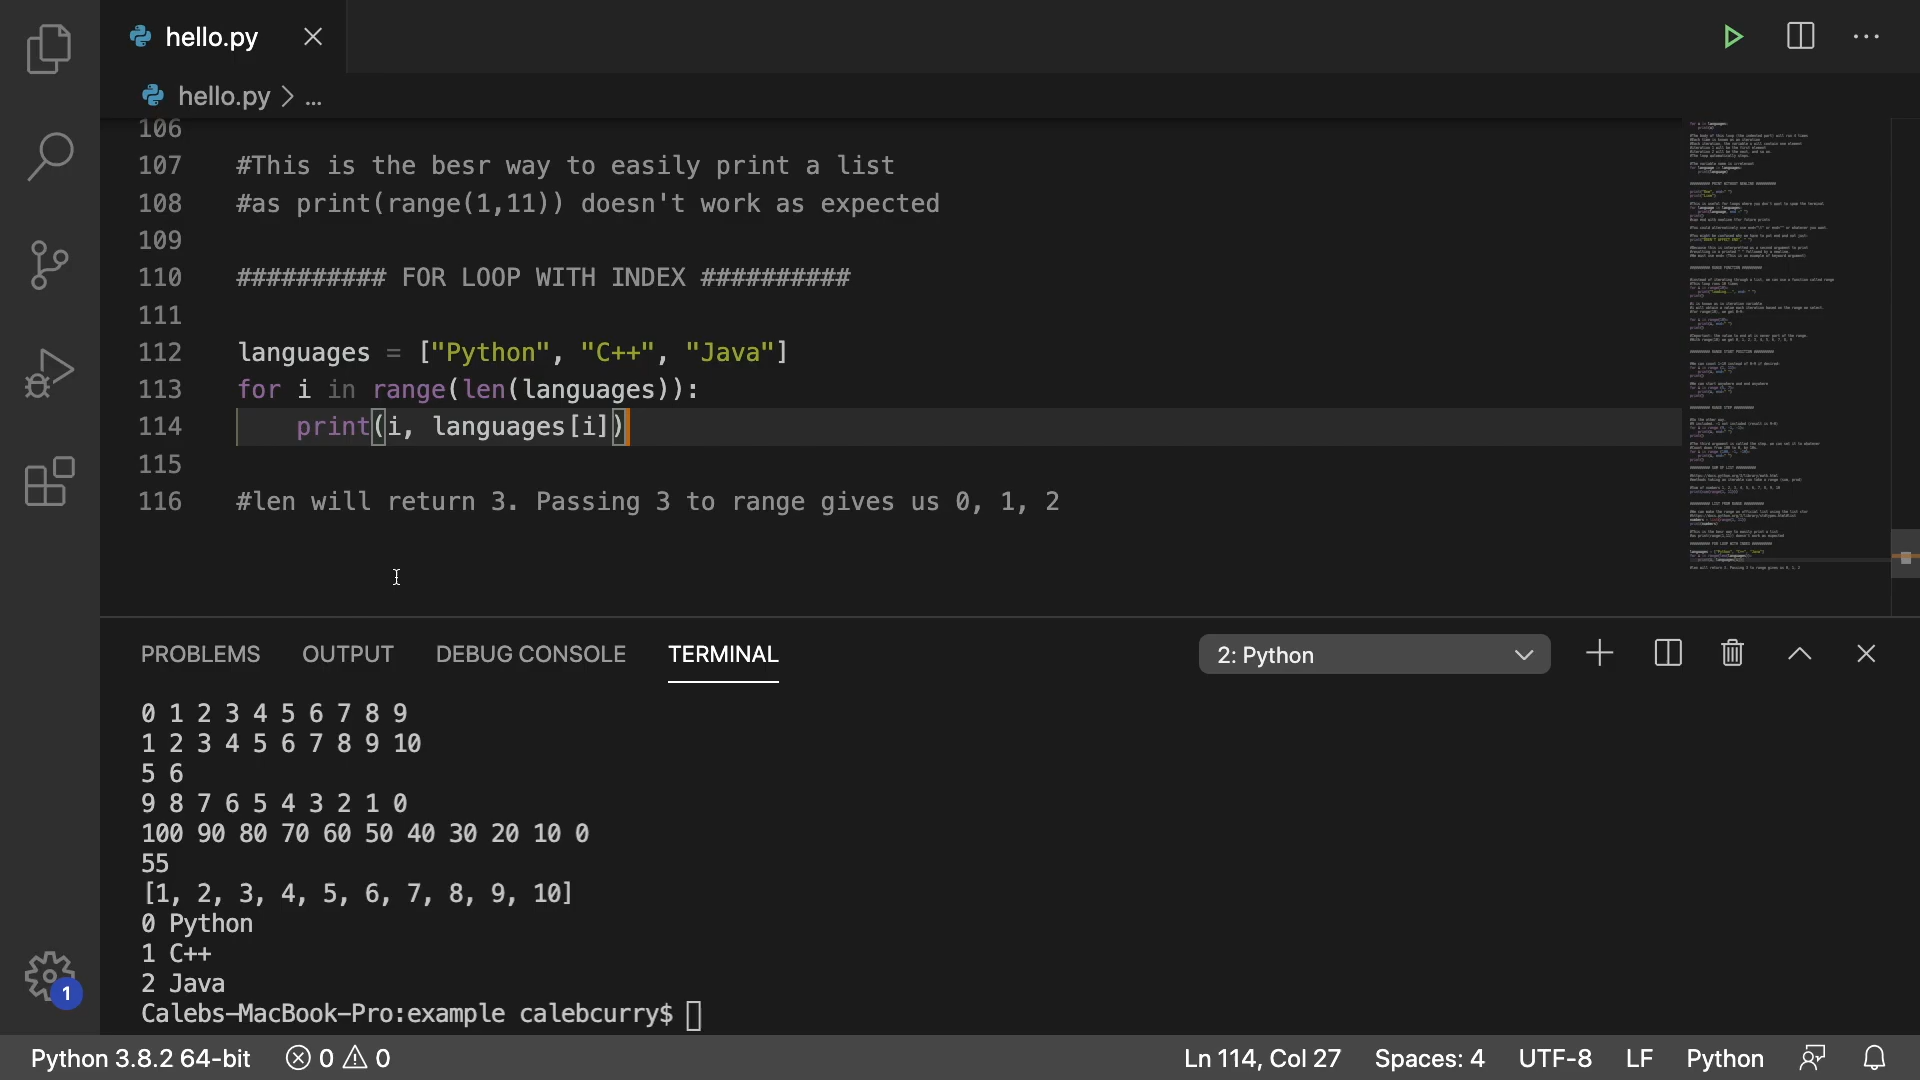 hello.py
hello.py > ...
106
107 #This is the besr way to easily print a list
108 #as print(range(1,11)) doesn't work as expected
109
110 ########## FOR LOOP WITH INDEX ##########
111
112 languages = ["Python", "C++", "Java"]
113 for i in range(len(languages)):
114 print(i, languages[i])
115
116 #len will return 3. Passing 3 to range gives us 0, 1, 2
PROBLEMS OUTPUT DEBUG CONSOLE TERMINAL 2: Python
0 1 2 3 4 5 6 7 8 9
1 2 3 4 5 6 7 8 9 10
5 6
9 8 7 6 5 4 3 2 1 0
100 90 80 70 60 50 40 30 20 10 0
55
[1, 2, 3, 4, 5, 6, 7, 8, 9, 10]
0 Python
1 C++
2 Java
Calebs-MacBook-Pro:example calebcurry$
1
Python 3.8.2 64-bit 0 0 Ln 114, Col 27 Spaces: 4 UTF-8 LF Python